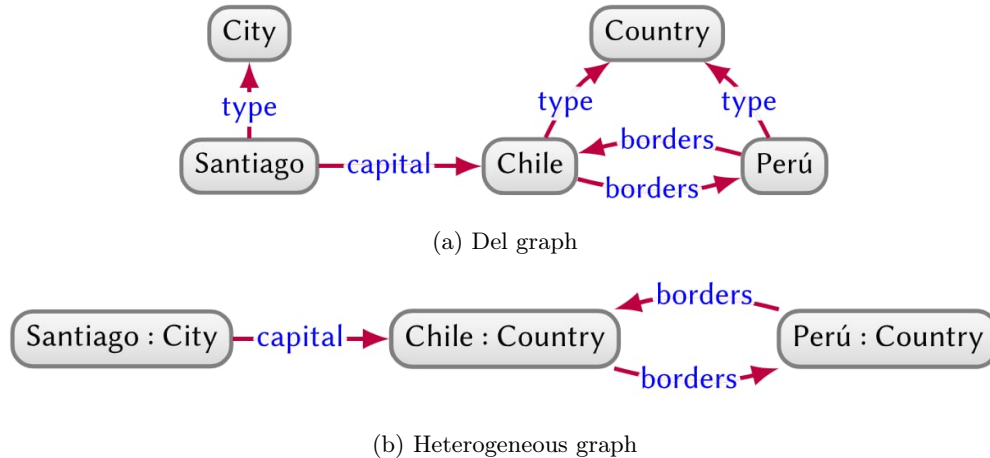 City
Country
type
type
type
Santiago
capital
Chile
borders
borders
Perú
(a) Del graph
Santiago : City
capital
Chile : Country
borders
borders
Perú : Country
(b) Heterogeneous graph